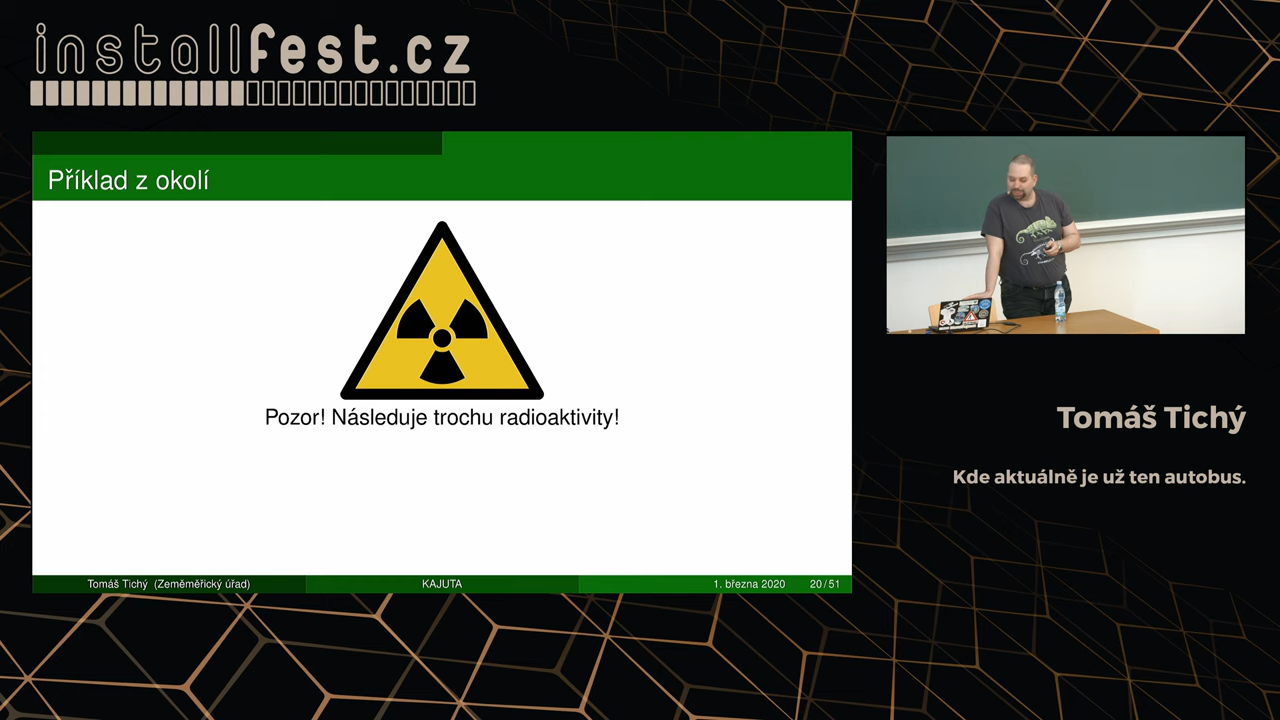 installfest.cz
Příklad z okolí
Pozor! Následuje trochu radioaktivity!
Tomáš Tichý (Zeměměřický úřad)
KAJUTA
1. března 2020
20/51
Tomáš Tichý
Kde aktuálně je už ten autobus.